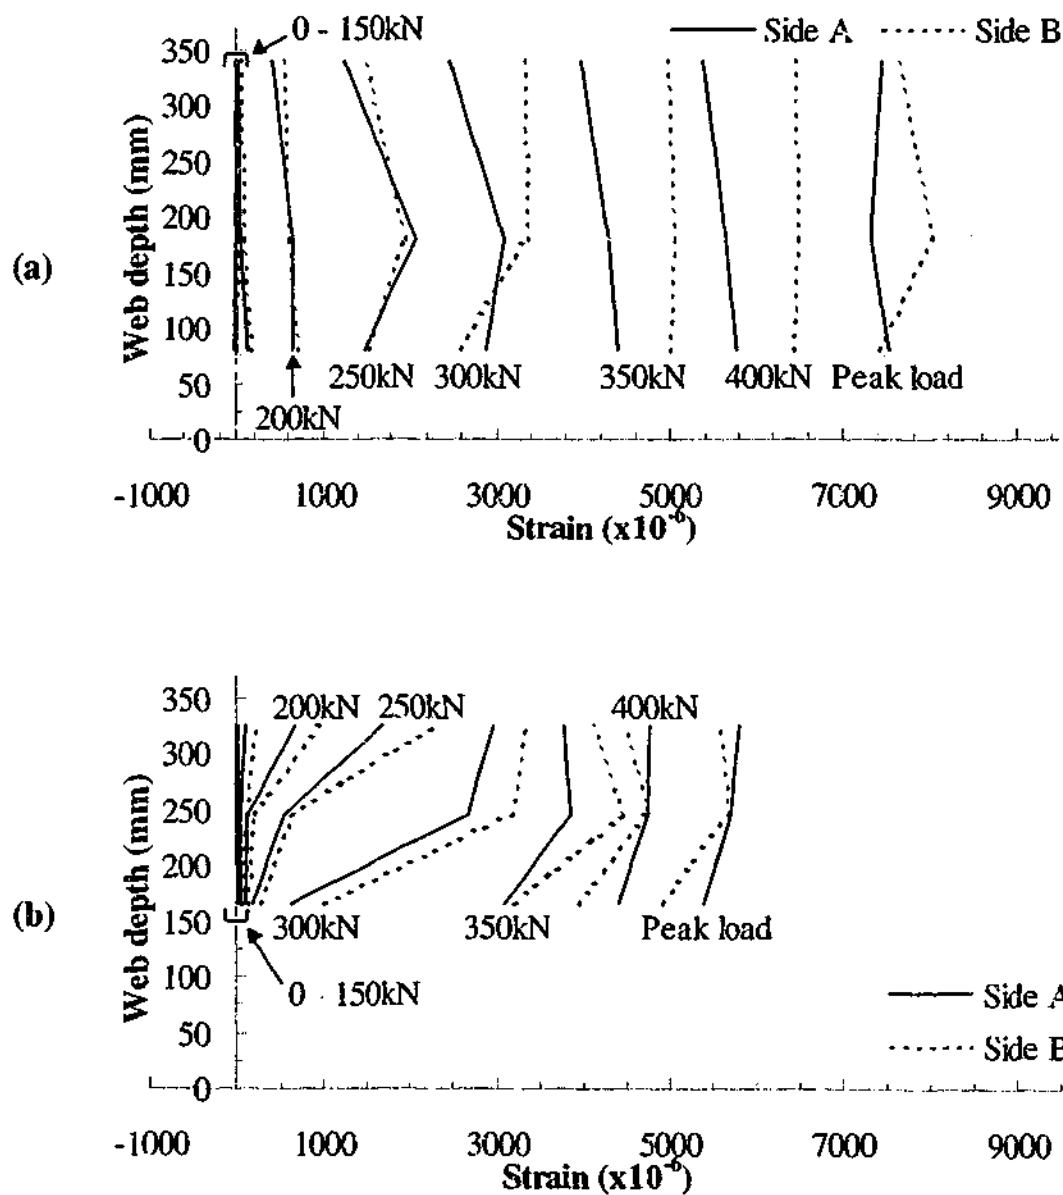 0 - 150kN
Side A
Side B
350
300
250
200
150
100
50
0
Web depth (mm)
(a)
200kN
250kN
300kN
350kN
400kN
Peak load
-1000
1000
3000
5000
7000
9000
Strain (x10⁻⁶)
350
300
250
200
150
100
50
0
Web depth (mm)
(b)
200kN
250kN
400kN
300kN
350kN
Peak load
0 - 150kN
Side A
Side B
-1000
1000
3000
5000
7000
9000
Strain (x10⁻⁶)